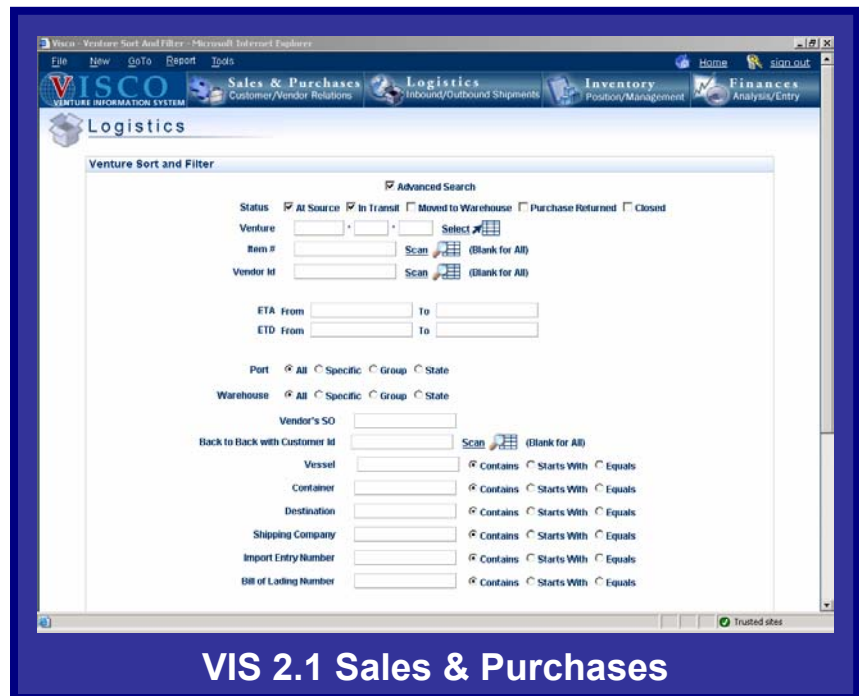 Visco - Venture Sort And Filter - Microsoft Internet Explorer
File New GoTo Report Tools Home sign out
VISCO
VENTURE INFORMATION SYSTEM
Sales & Purchases
Customer/Vendor Relations
Logistics
Inbound/Outbound Shipments
Inventory
Position/Management
Finances
Analysis/Entry
Logistics
Venture Sort and Filter
Advanced Search
Status At Source In Transit Moved to Warehouse Purchase Returned Closed
Venture - - Select
Item # Scan (Blank for All)
Vendor Id Scan (Blank for All)
ETA From To
ETD From To
Port All Specific Group State
Warehouse All Specific Group State
Vendor's SO
Back to Back with Customer Id Scan (Blank for All)
Vessel Contains Starts With Equals
Container Contains Starts With Equals
Destination Contains Starts With Equals
Shipping Company Contains Starts With Equals
Import Entry Number Contains Starts With Equals
Bill of Lading Number Contains Starts With Equals
Trusted sites
VIS 2.1 Sales & Purchases